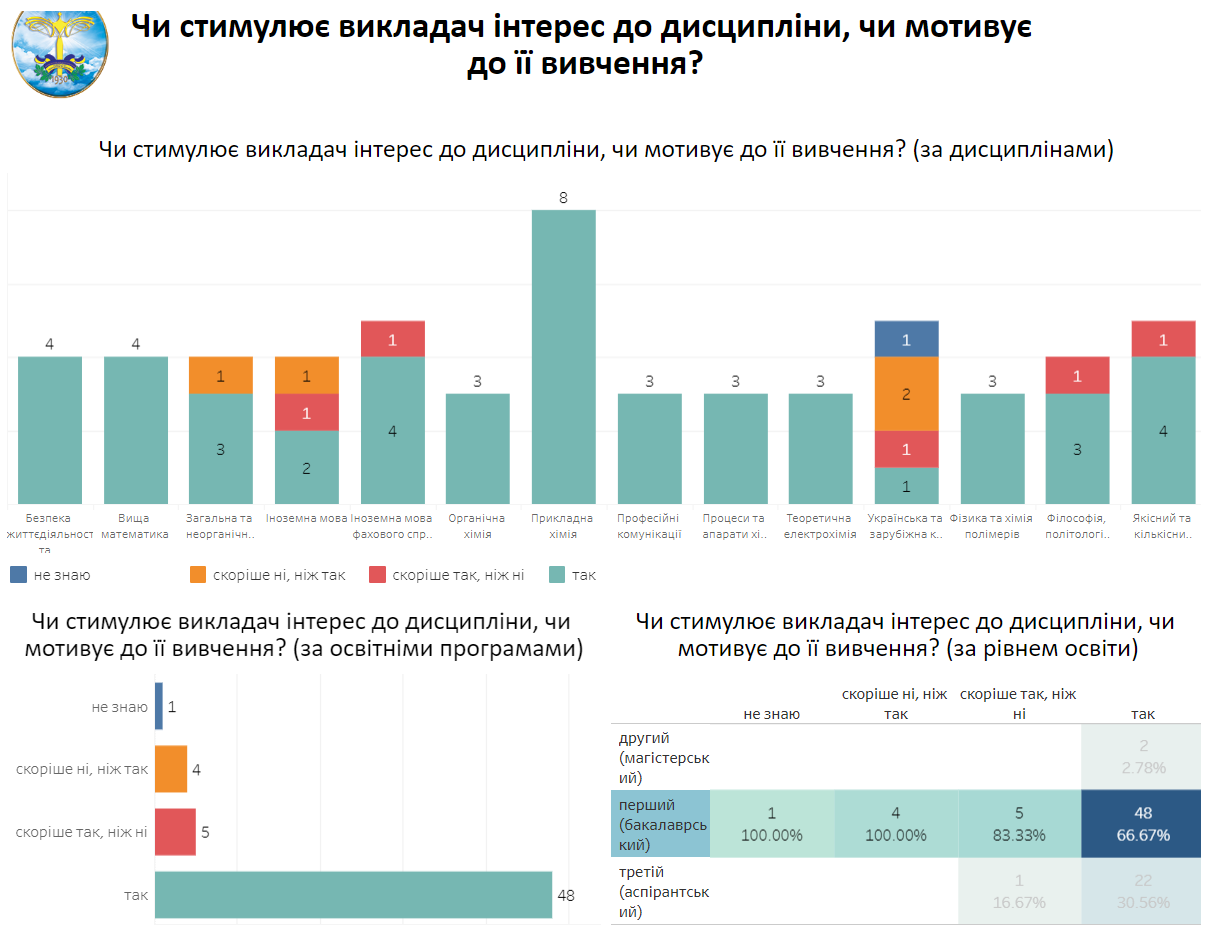 1930
Чи стимулює викладач інтерес до дисципліни, чи мотивує
до її вивчення?
Чи стимулює викладач інтерес до дисципліни, чи мотивує до її вивчення? (за дисциплінами)
8
4 4 1 1 1 3 3 3 3 1 3 1 1
1 2
1
3 2 4 1 3 4
1
Безпека
життєдіяльност
та
Вища
математика
Загальна та
неорганічн..
Іноземна мова
Іноземна мова
фахового спр..
Органічна
хімія
Прикладна
хімія
Професійні
комунікації
Процеси та
апарати хі..
Теоретична
електрохімія
Українська та
зарубіжна к..
Фізика та хімія
полімерів
Філософія,
політологі..
Якісний та
кількісни..
не знаю скоріше ні, ніж так скоріше так, ніж ні так
Чи стимулює викладач інтерес до дисципліни, чи
мотивує до її вивчення? (за освітніми програмами)
не знаю 1
скоріше ні, ніж так 4
скоріше так, ніж ні 5
так 48
Чи стимулює викладач інтерес до дисципліни, чи
мотивує до її вивчення? (за рівнем освіти)
не знаю
скоріше ні, ніж
так
скоріше так, ніж
ні
так
другий
(магістерськ
ий)
2
2.78%
перший
(бакалаврсь
кий)
1
100.00%
4
100.00%
5
83.33%
48
66.67%
третій
(аспірантськ
ий)
1
16.67%
22
30.56%